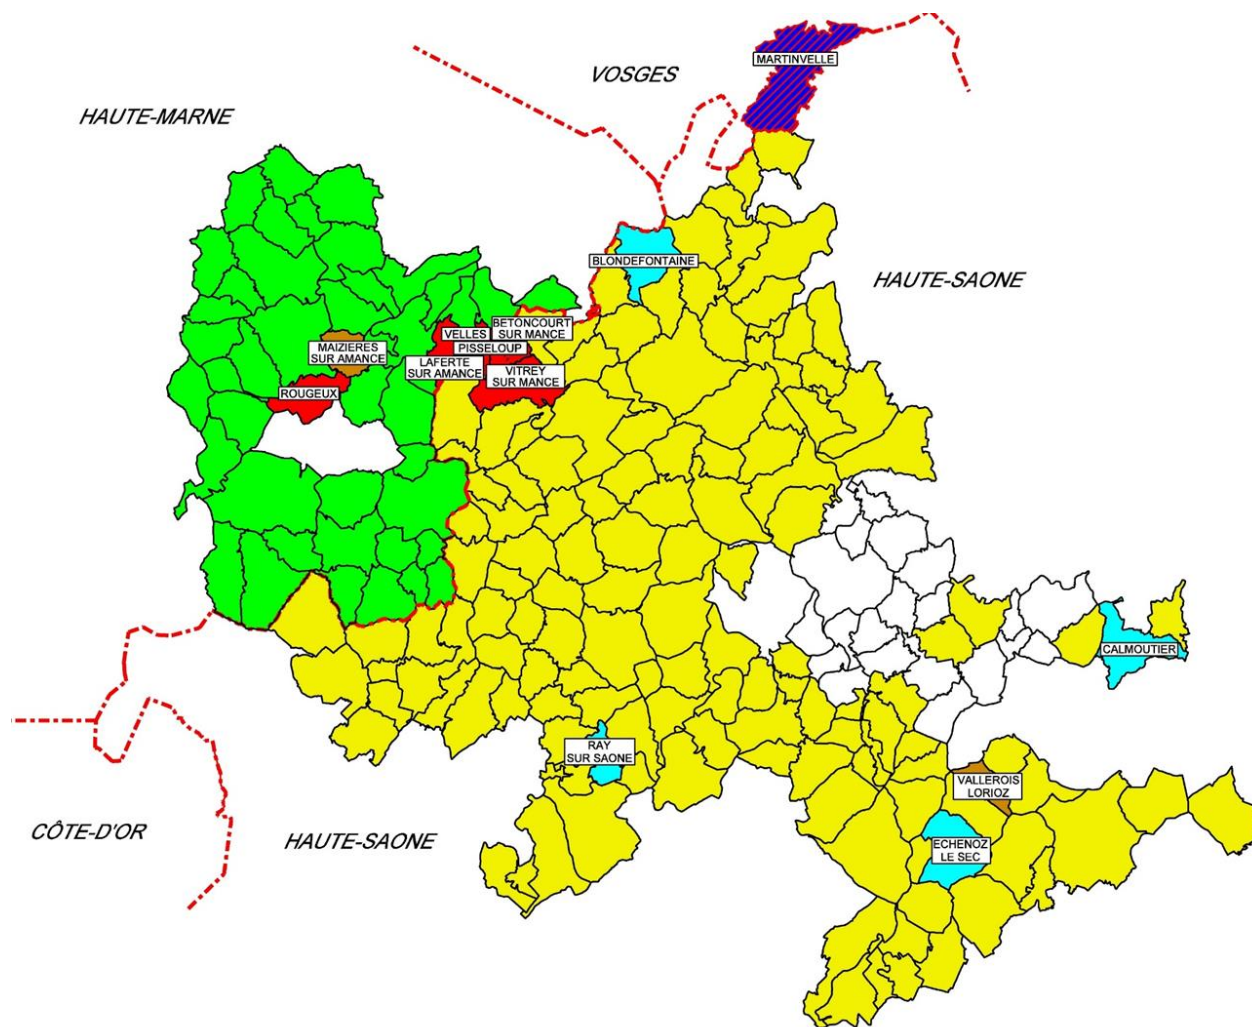 MARTINVELLE
VOSGES
HAUTE-MARNE
BLONDEFONTAINE
HAUTE-SAONE
BETONCOURT
SUR MANCE
VELLES
PISSELOUP
MAIZIERES
SUR AMANCE
LAFERTE
SUR AMANCE
VITREY
SUR MANCE
ROUGEUX
CALMOUTIER
RAY
SUR SAONE
VALLEROIS
LORIOZ
CÔTE-D'OR
HAUTE-SAONE
ECHENOZ
LE SEC